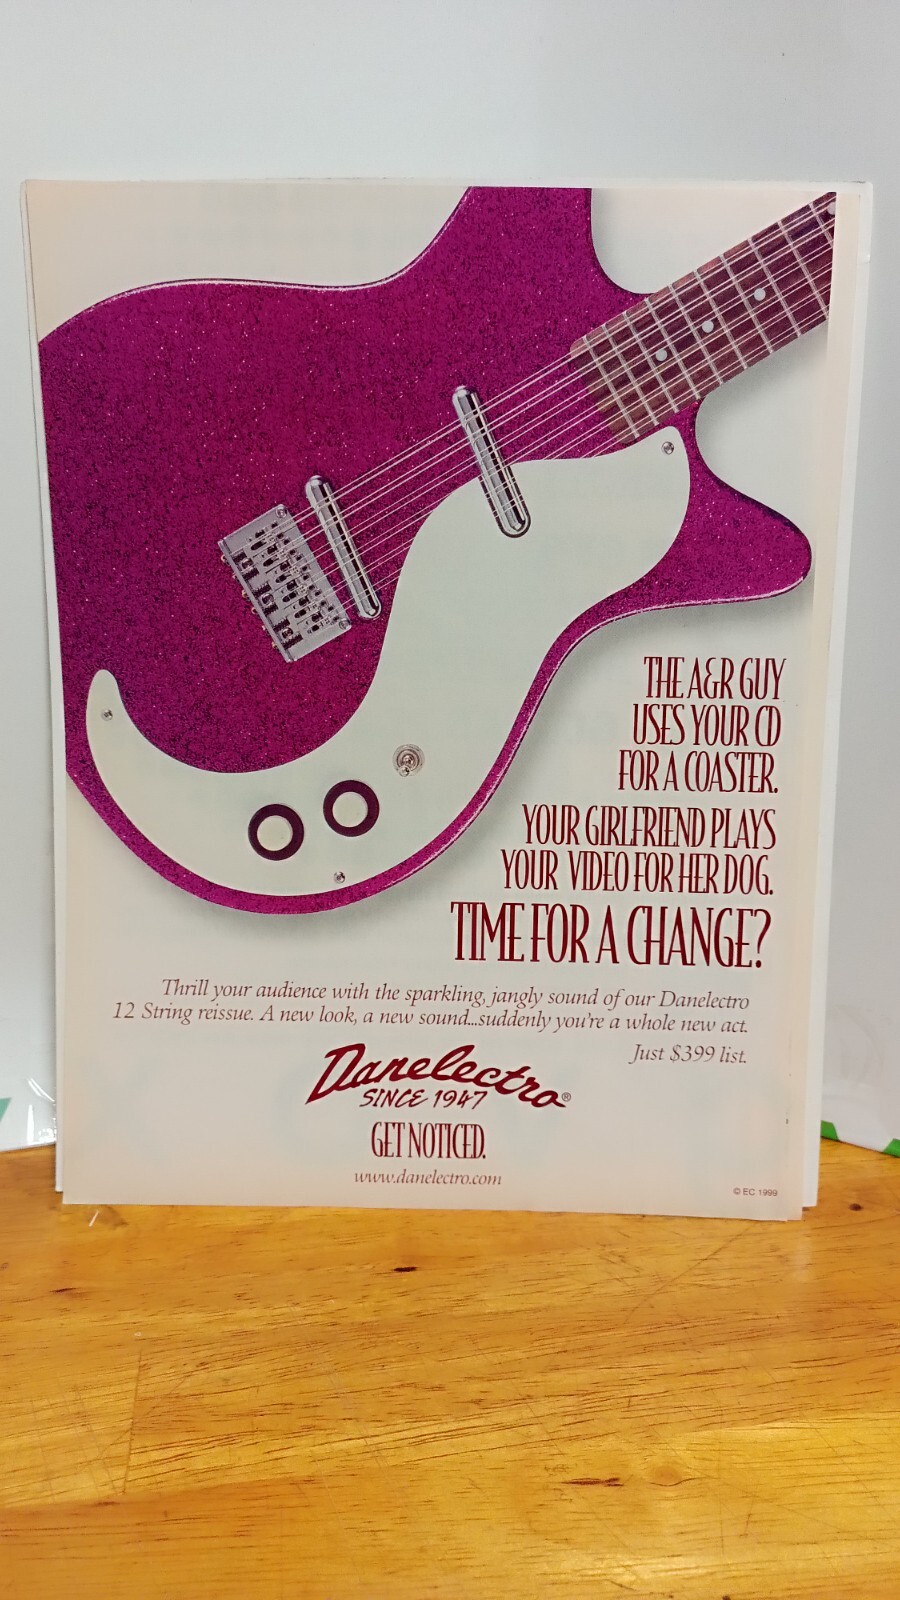 THE A&R GUY
USES YOUR CD
FOR A COASTER.
YOUR GIRLFRIEND PLAYS
YOUR VIDEO FOR HER DOG.
TIME FOR A CHANGE?
Thrill your audience with the sparkling, jangly sound of our Danelectro
12 String reissue. A new look, a new sound...suddenly you're a whole new act.
Just $399 list.
Danelectro®
SINCE 1947
GET NOTICED.
www.danelectro.com
© EC 1999